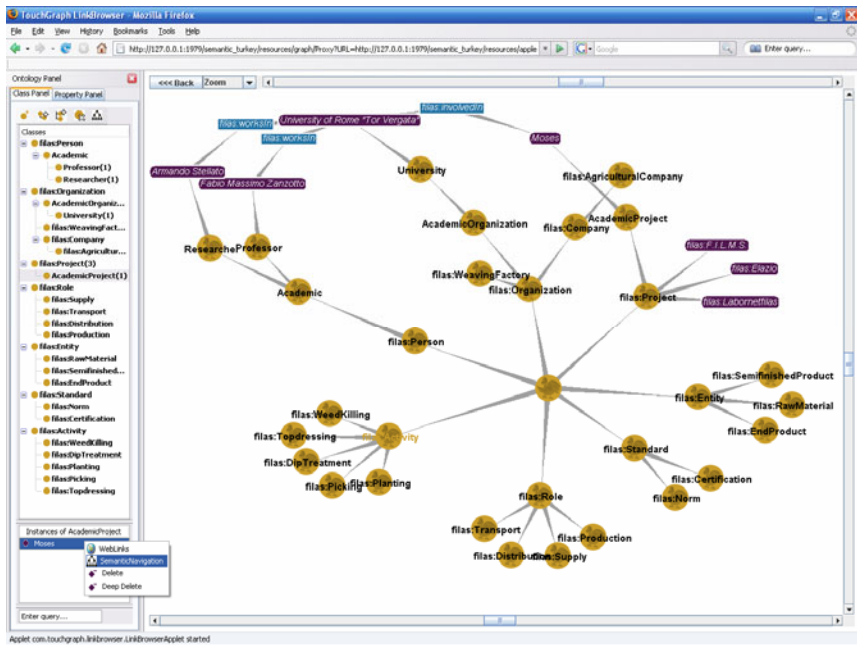 TouchGraph LinkBrowser - Mozilla Firefox
File Edit View History Bookmarks Tools Help
http://127.0.0.1:1979/semantic_turkey/resources/graph/Proxy?URL=http://127.0.0.1:1979/semantic_turkey/resources/apple
Google
Enter query...
Ontology Panel
Class Panel Property Panel
Classes
filas:Person
Academic
Professor(1)
Researcher(1)
filas:Organization
AcademicOrganiz...
University(1)
filas:WeavingFact...
filas:Company
filas:Agricultur...
filas:Project(3)
AcademicProject(1)
filas:Role
filas:Supply
filas:Transport
filas:Distribution
filas:Production
filas:Entity
filas:RawMaterial
filas:Semifinished...
filas:EndProduct
filas:Standard
filas:Norm
filas:Certification
filas:Activity
filas:WeedKilling
filas:DipTreatment
filas:Planting
filas:Picking
filas:Topdressing
Instances of AcademicProject
Moses
WebLinks
SemanticNavigation
Delete
Deep Delete
Enter query...
<<< Back Zoom
filas:involvedIn
filas:worksIn
University of Rome "Tor Vergata"
filas:worksIn
Moses
Armando Stellato
Fabio Massimo Zanzotto
University
filas:AgriculturalCompany
AcademicOrganization
filas:Company
AcademicProject
Researche
Professor
filas:F.I.L.M.S.
filas:Elazio
filas:Labornetfilas
filas:WeavingFactory
filas:Organization
filas:Project
Academic
filas:Person
filas:SemifinishedProduct
filas:Entity
filas:RawMaterial
filas:EndProduct
filas:WeedKilling
filas:Topdressing
filas:Activity
filas:DipTreatment
filas:Picking
filas:Planting
filas:Standard
filas:Certification
filas:Norm
filas:Role
filas:Transport
filas:Production
filas:Distribution
filas:Supply
Applet com.touchgraph.linkbrowser.LinkBrowserApplet started